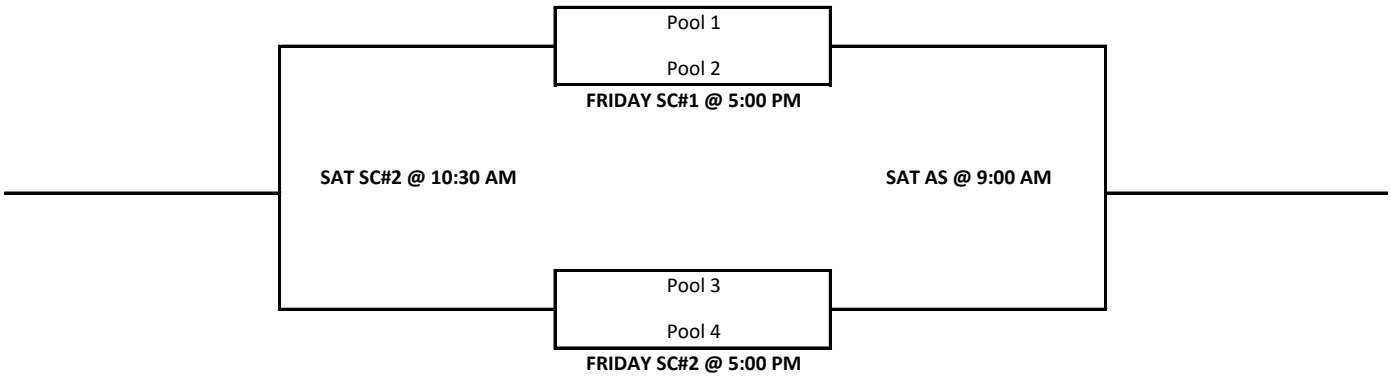 Pool 1
Pool 2
FRIDAY SC#1 @ 5:00 PM
SAT SC#2 @ 10:30 AM
SAT AS @ 9:00 AM
Pool 3
Pool 4
FRIDAY SC#2 @ 5:00 PM